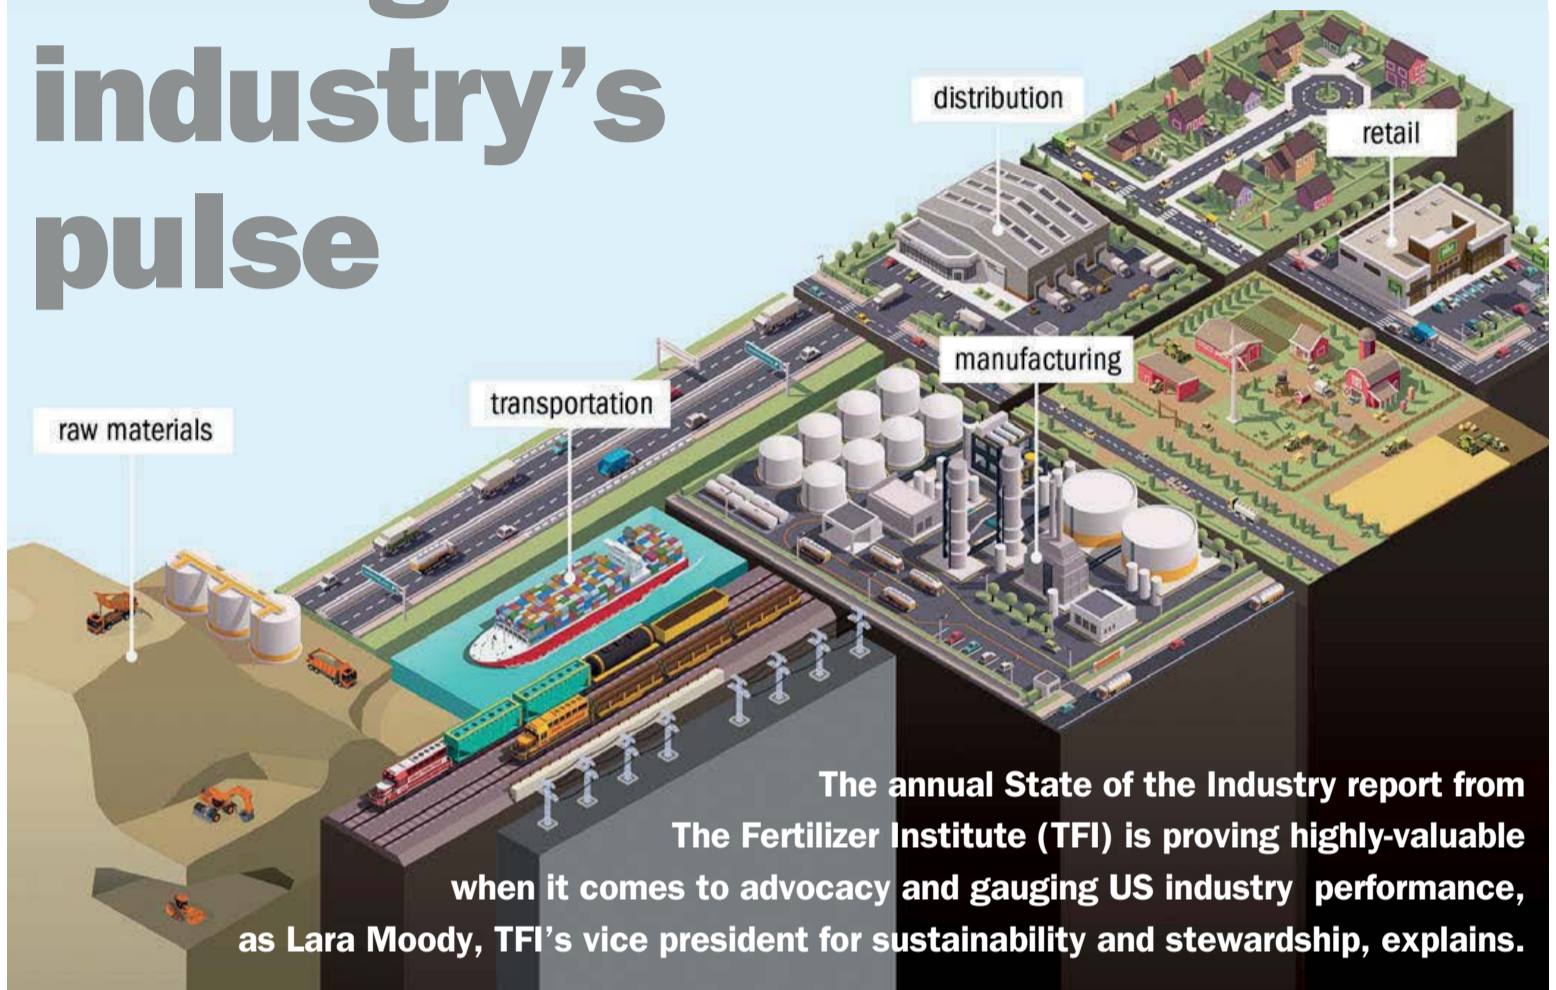 industry’s
pulse
distribution
retail
manufacturing
transportation
raw materials
The annual State of the Industry report from
The Fertilizer Institute (TFI) is proving highly-valuable
when it comes to advocacy and gauging US industry performance,
as Lara Moody, TFI’s vice president for sustainability and stewardship, explains.